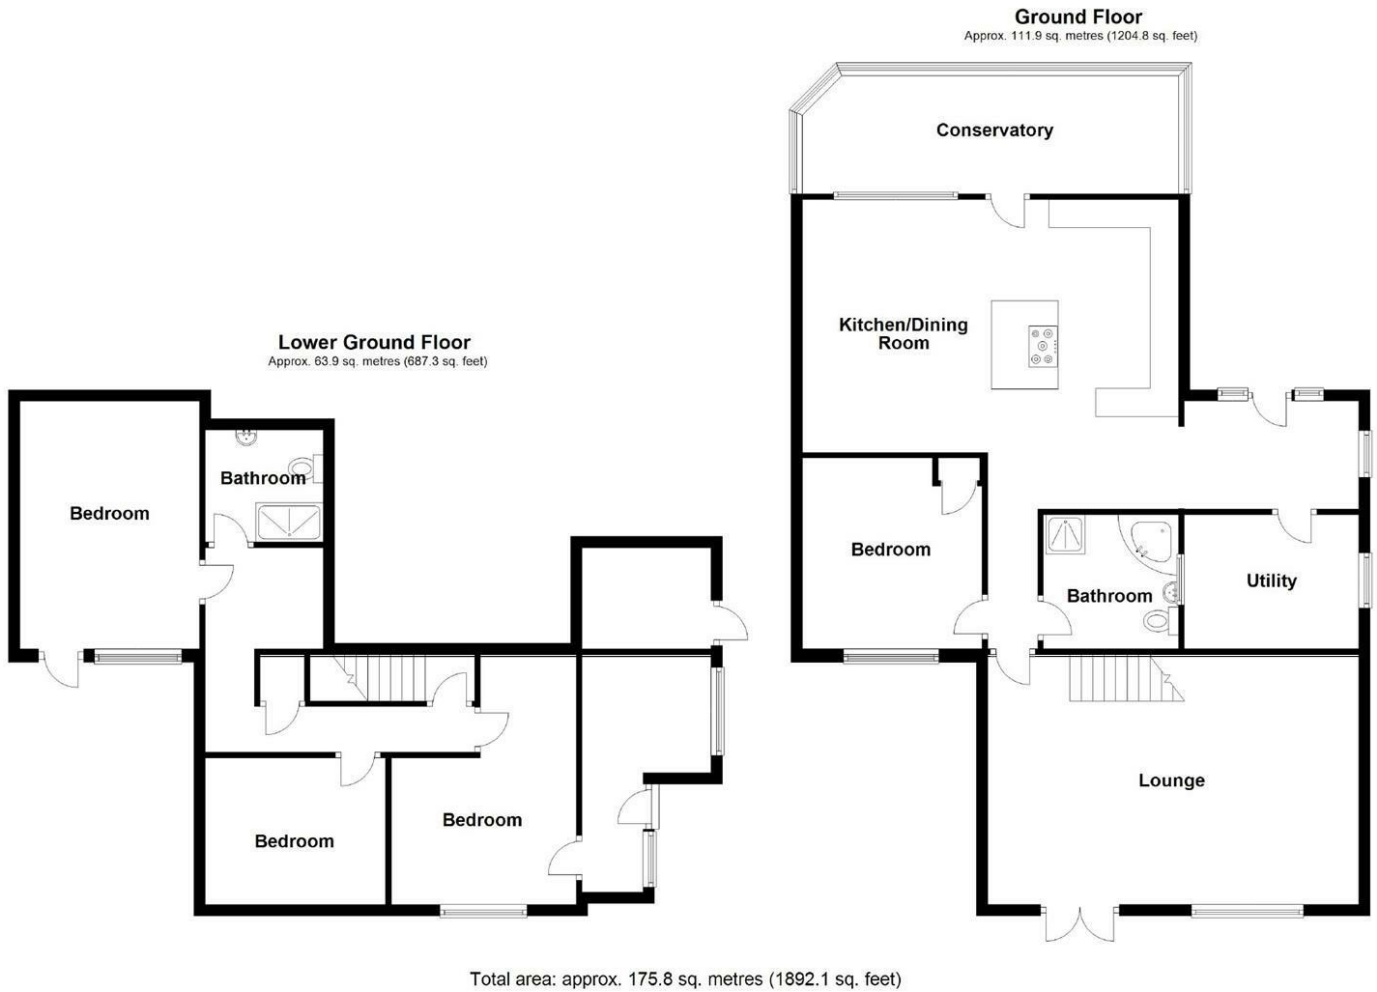 Ground Floor
Approx. 111.9 sq. metres (1204.8 sq. feet)
Conservatory
Kitchen/Dining
Room
Bedroom
Bathroom
Utility
Lounge
Lower Ground Floor
Approx. 63.9 sq. metres (687.3 sq. feet)
Bedroom
Bathroom
Bedroom
Bedroom
Total area: approx. 175.8 sq. metres (1892.1 sq. feet)